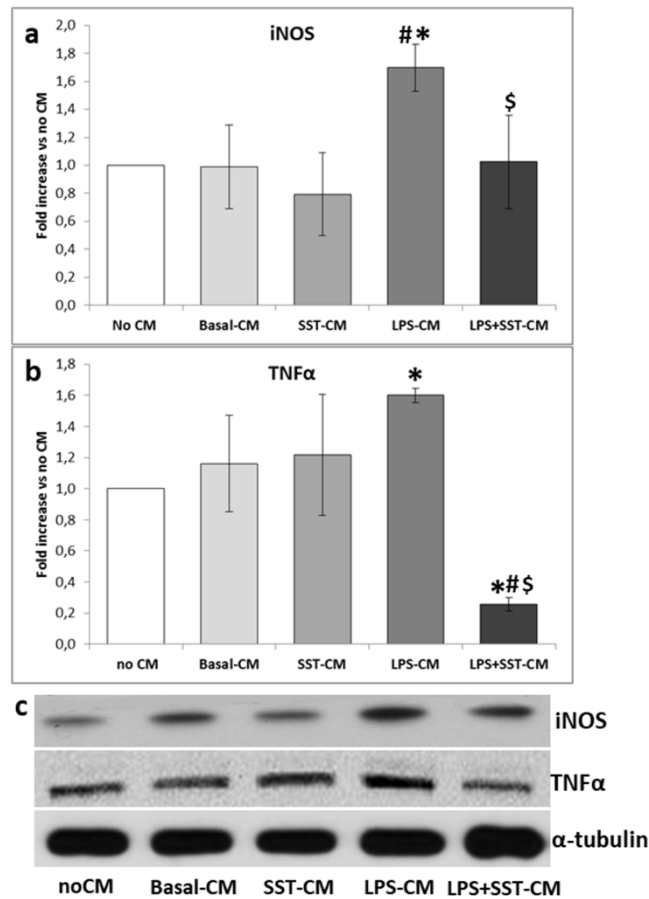 a
iNOS
Fold increase vs no CM
2,0
1,8
1,6
1,4
1,2
1,0
0,8
0,6
0,4
0,2
0,0
#*
$
No CM Basal-CM SST-CM LPS-CM LPS+SST-CM
b
TNFα
Fold increase vs no CM
1,8
1,6
1,4
1,2
1,0
0,8
0,6
0,4
0,2
0,0
*
*#$
no CM Basal-CM SST-CM LPS-CM LPS+SST-CM
c
iNOS
TNFα
α-tubulin
noCM Basal-CM SST-CM LPS-CM LPS+SST-CM